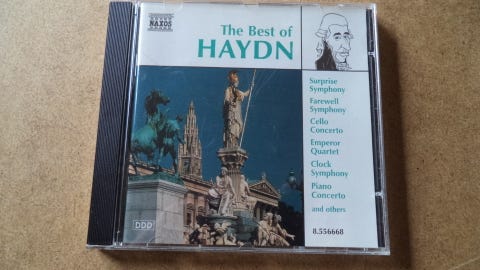 NAXOS
The Best of
HAYDN
Surprise
Symphony
Farewell
Symphony
Cello
Concerto
Emperor
Quartet
Clock
Symphony
Piano
Concerto
and others
DDD
8.556668